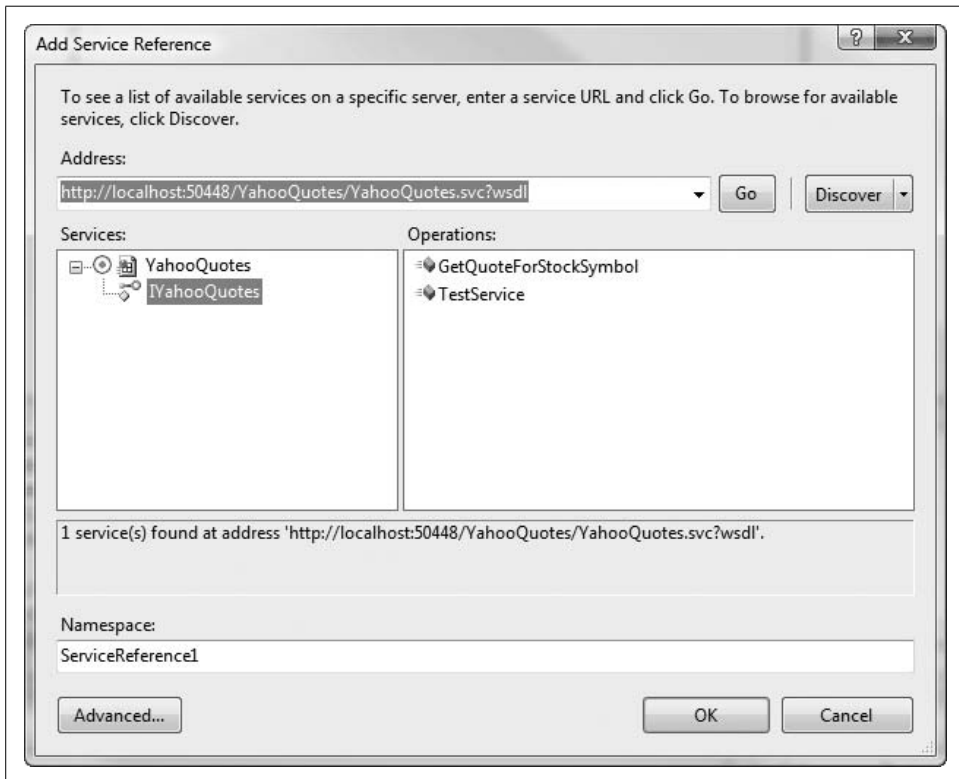 Add Service Reference
To see a list of available services on a specific server, enter a service URL and click Go. To browse for available
services, click Discover.
Address:
http://localhost:50448/YahooQuotes/YahooQuotes.svc?wsdl
Go
Discover
Services:
Operations:
YahooQuotes
IYahooQuotes
GetQuoteForStockSymbol
TestService
1 service(s) found at address 'http://localhost:50448/YahooQuotes/YahooQuotes.svc?wsdl'.
Namespace:
ServiceReference1
Advanced...
OK
Cancel